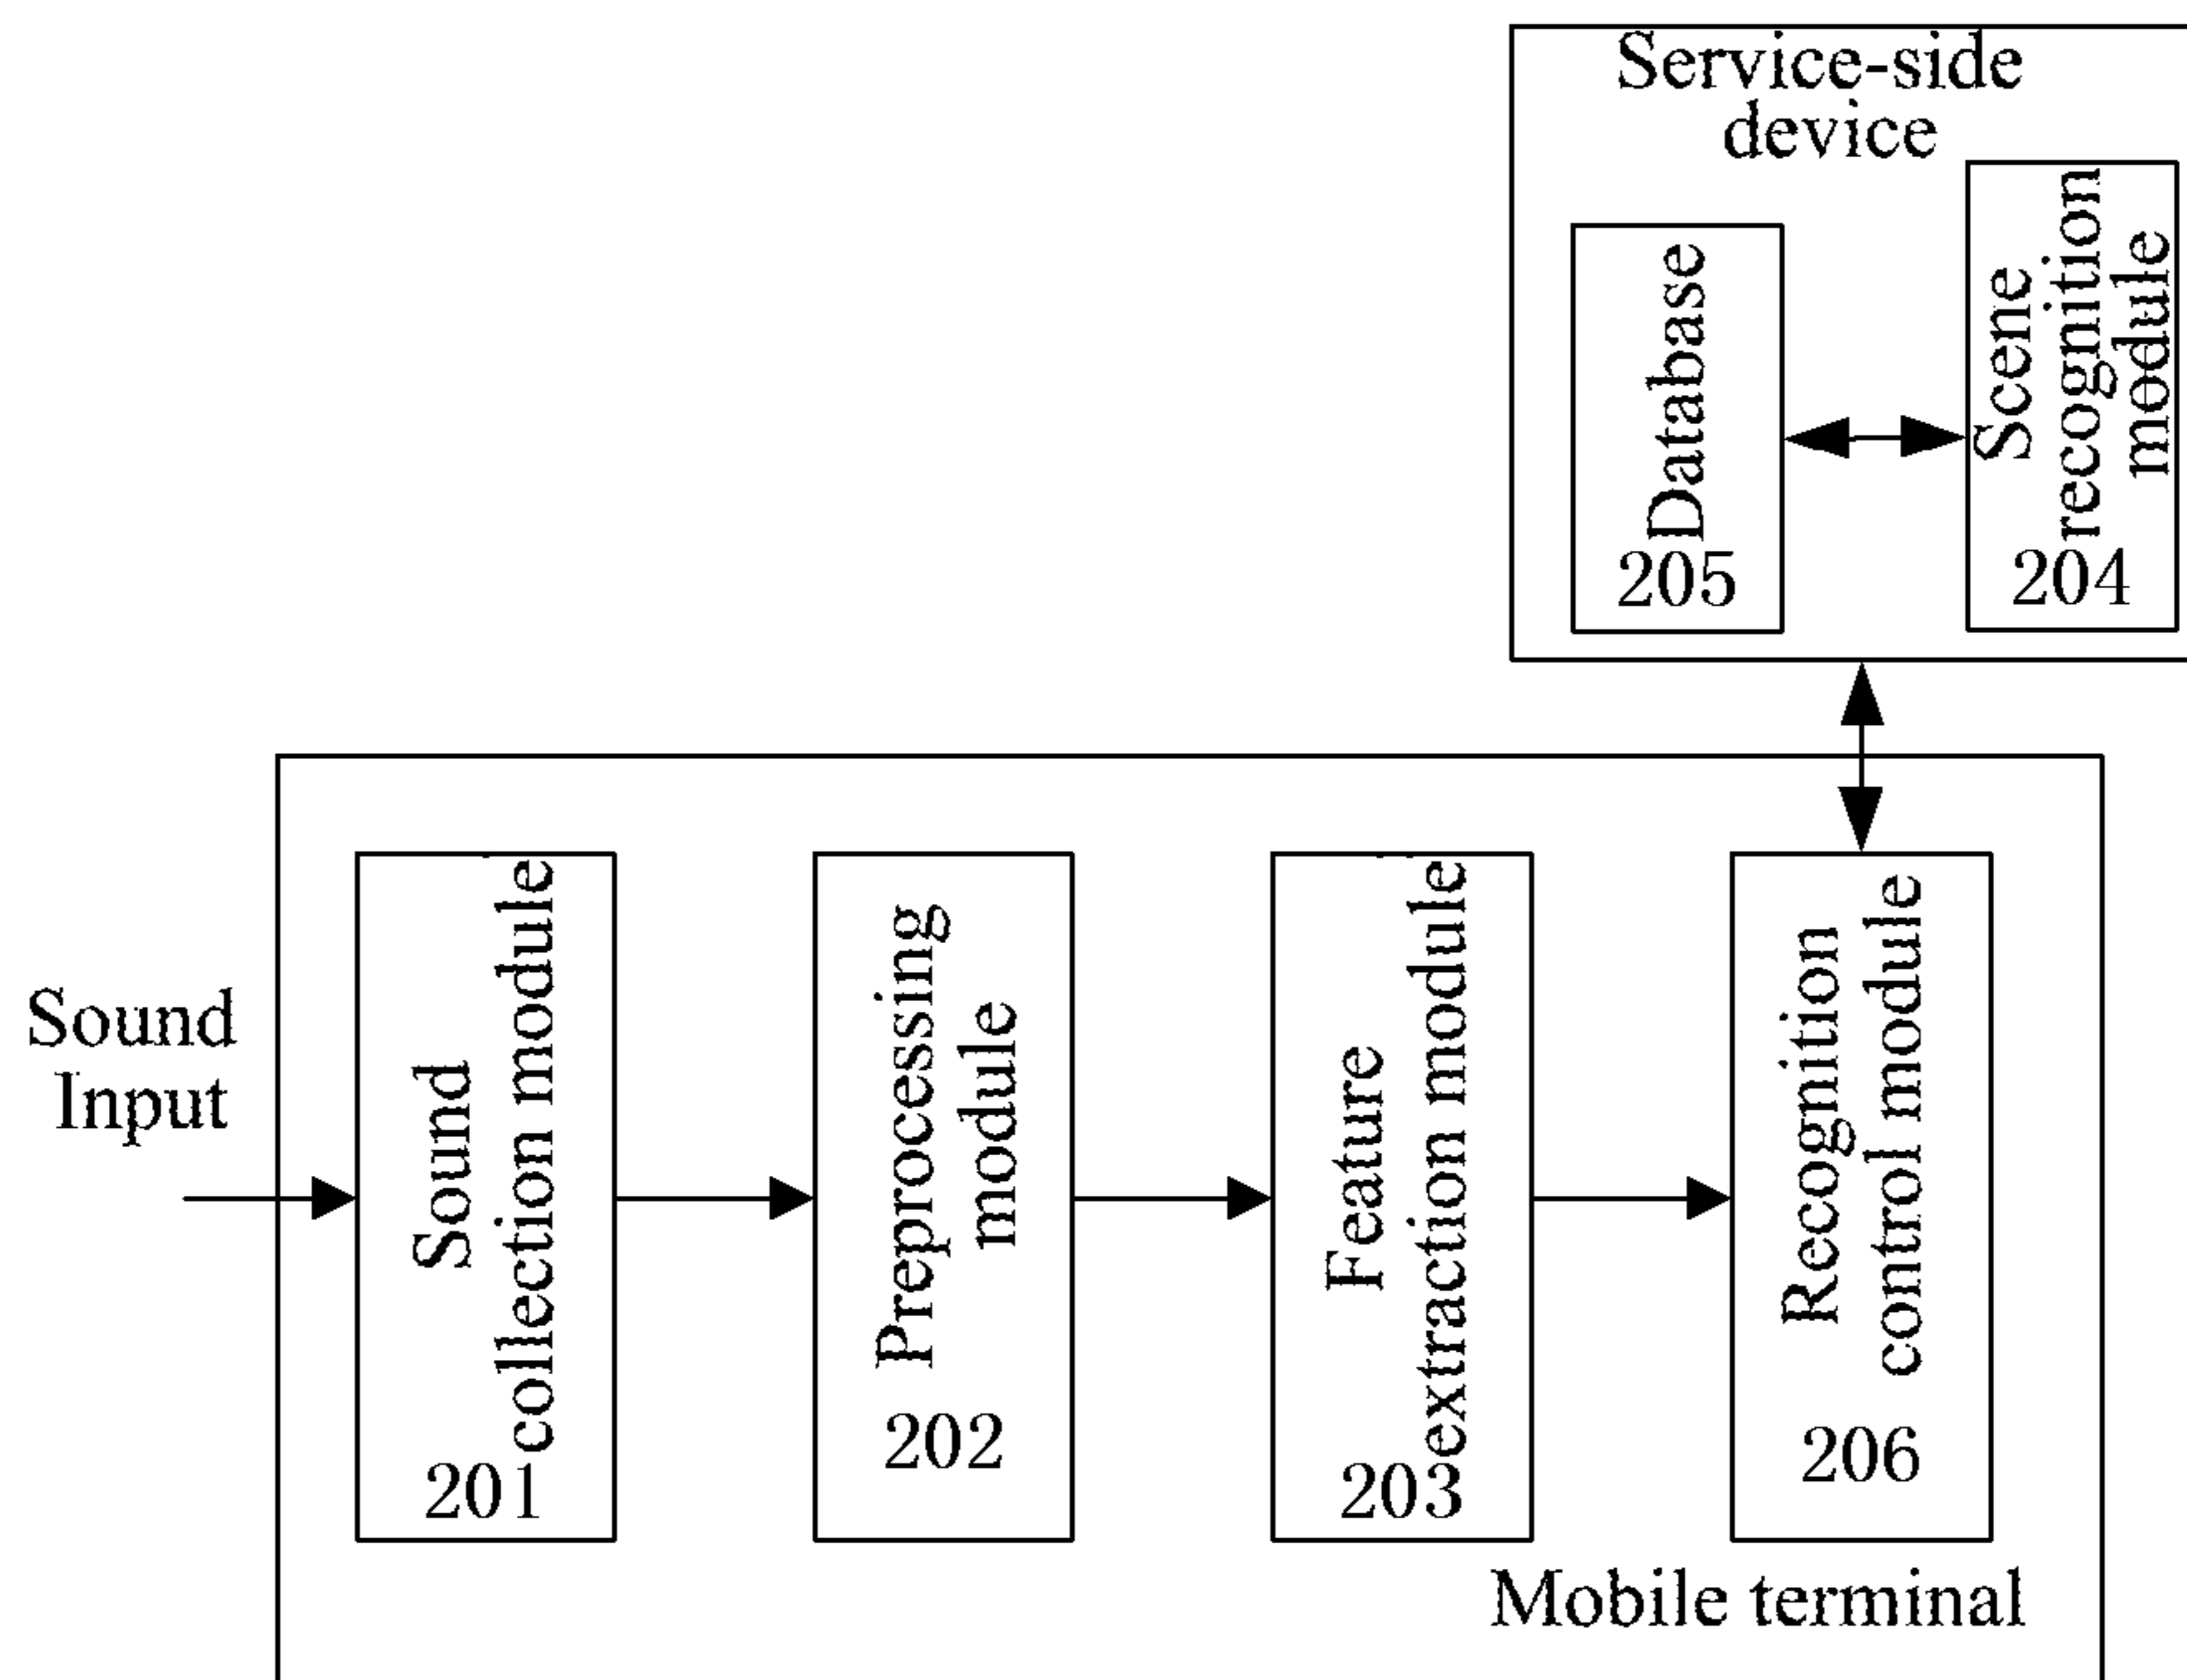 Service-side
device
Database
205
Scene
recognition
module
204
Sound
Input
Sound
collection module
201
Preprocessing
module
202
Feature
extraction module
203
Recognition
control module
206
Mobile terminal